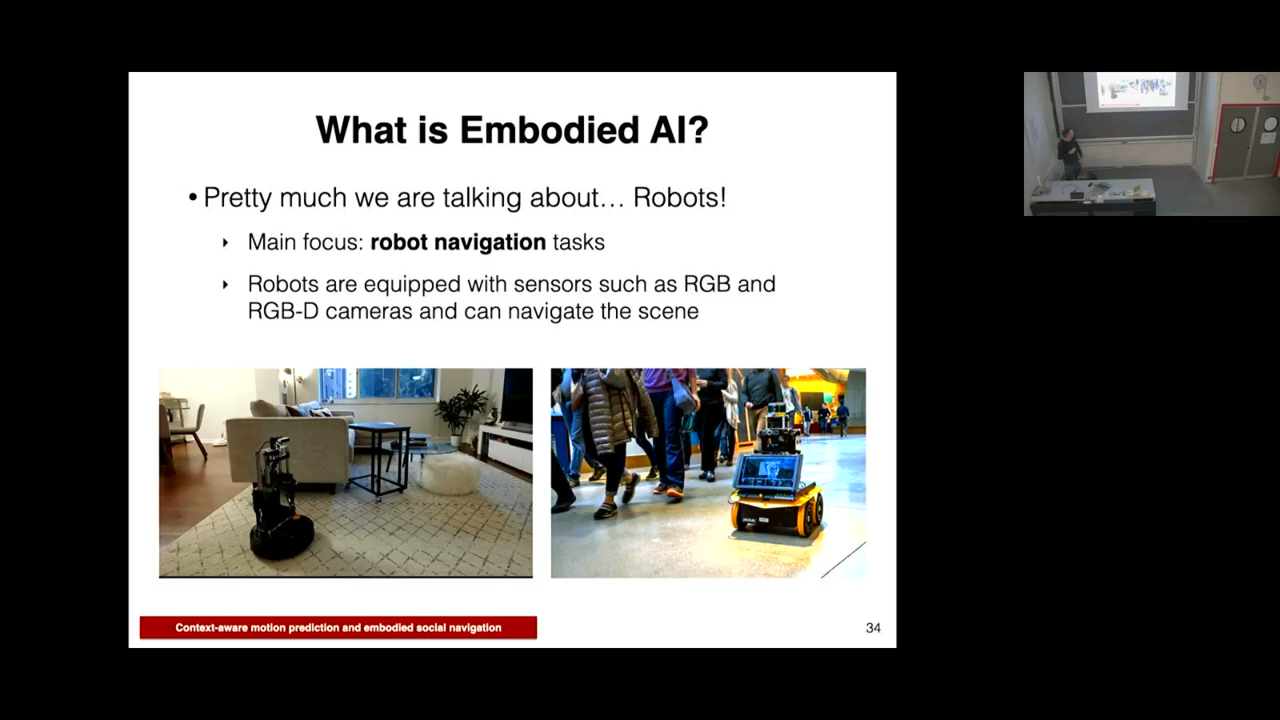 What is Embodied AI?
• Pretty much we are talking about… Robots!
‣ Main focus: robot navigation tasks
‣ Robots are equipped with sensors such as RGB and
RGB-D cameras and can navigate the scene
Context-aware motion prediction and embodied social navigation
34